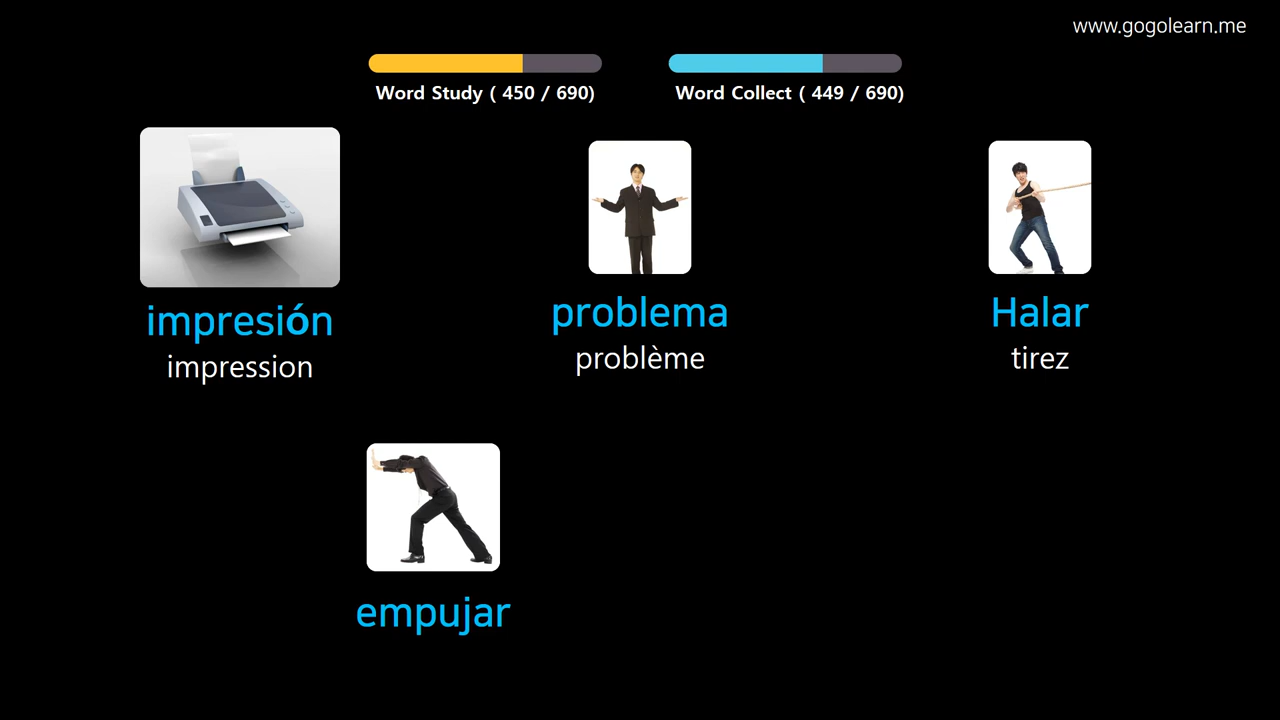 www.gogolearn.me
Word Study ( 450 / 690)
Word Collect ( 449 / 690)
impresión
impression
problema
problème
Halar
tirez
empujar